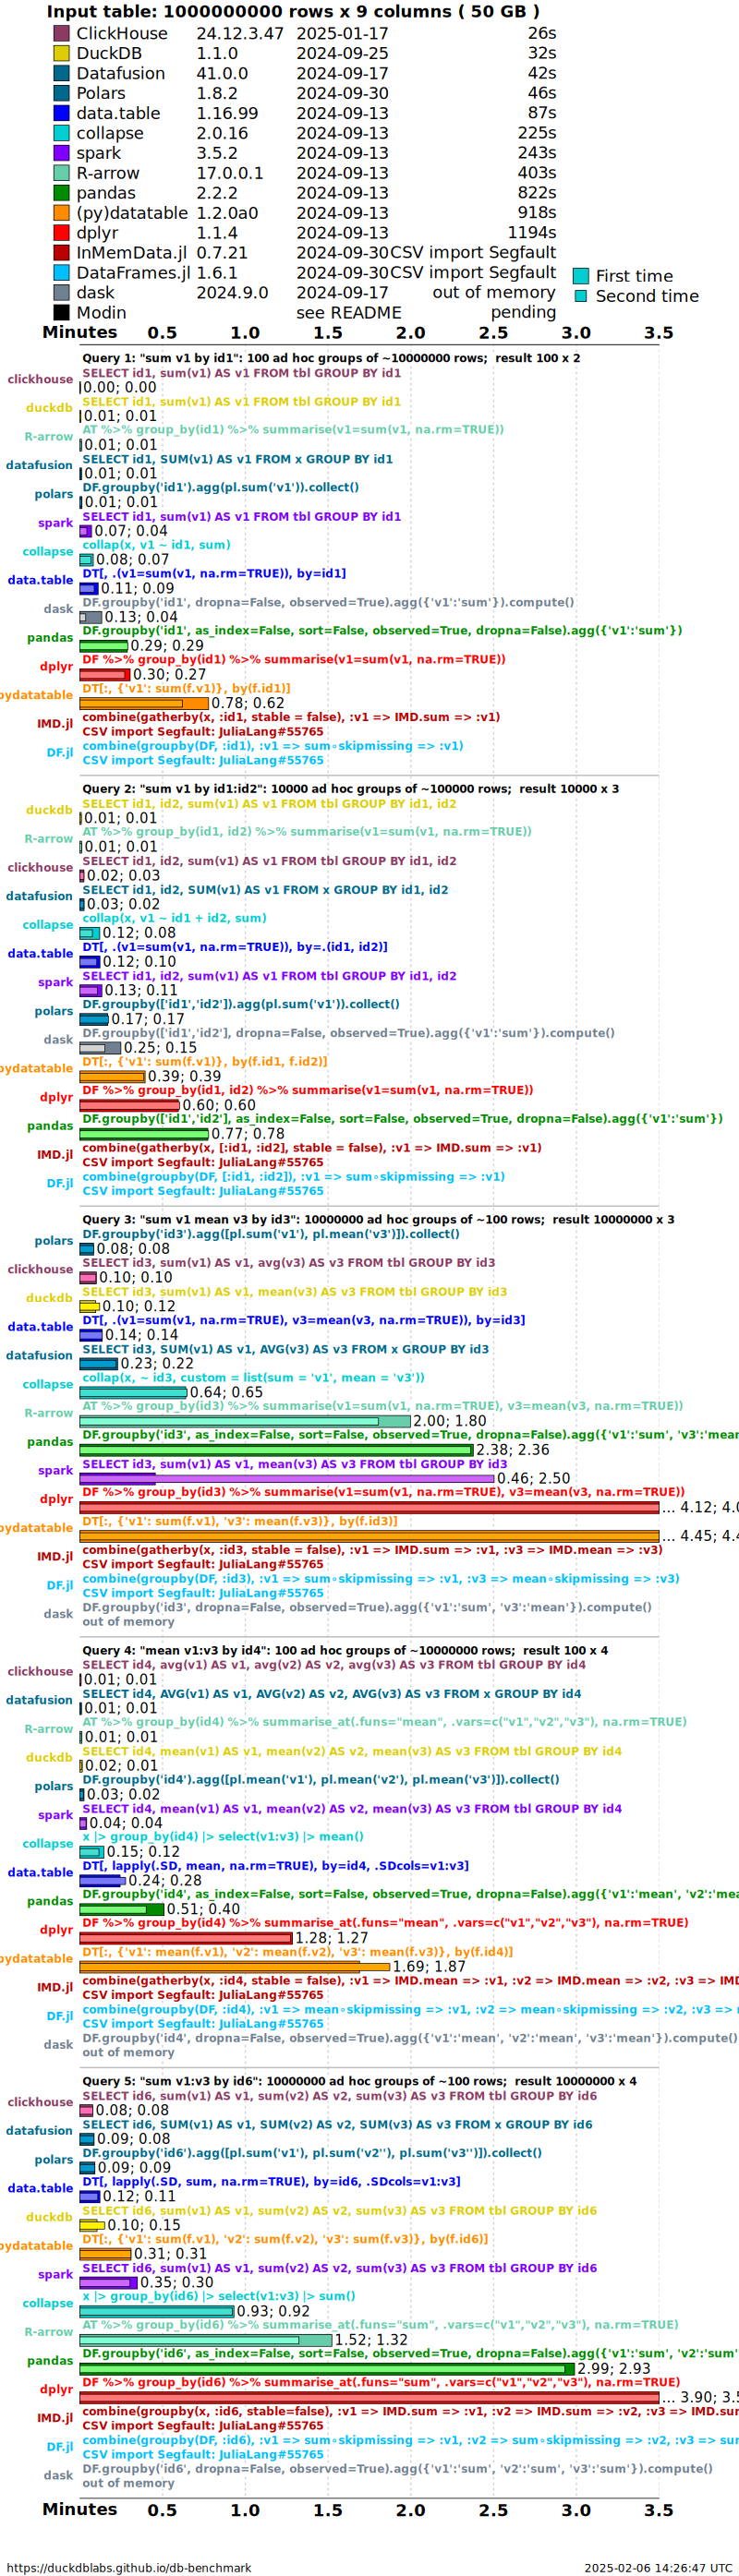 Input table: 1000000000 rows x 9 columns ( 50 GB )
ClickHouse 24.12.3.47 2025-01-17 26s
DuckDB 1.1.0 2024-09-25 32s
Datafusion 41.0.0 2024-09-17 42s
Polars 1.8.2 2024-09-30 46s
data.table 1.16.99 2024-09-13 87s
collapse 2.0.16 2024-09-13 225s
spark 3.5.2 2024-09-13 243s
R-arrow 17.0.0.1 2024-09-13 403s
pandas 2.2.2 2024-09-13 822s
(py)datatable 1.2.0a0 2024-09-13 918s
dplyr 1.1.4 2024-09-13 1194s
InMemData.jl 0.7.21 2024-09-30 CSV import Segfault
DataFrames.jl 1.6.1 2024-09-30 CSV import Segfault
First time
dask 2024.9.0 2024-09-17 out of memory
Second time
Modin see README pending
Minutes 0.5 1.0 1.5 2.0 2.5 3.0 3.5
Query 1: "sum v1 by id1": 100 ad hoc groups of ~10000000 rows; result 100 x 2
clickhouse SELECT id1, sum(v1) AS v1 FROM tbl GROUP BY id1
0.00; 0.00
duckdb SELECT id1, sum(v1) AS v1 FROM tbl GROUP BY id1
0.01; 0.01
R-arrow AT %>% group_by(id1) %>% summarise(v1=sum(v1, na.rm=TRUE))
0.01; 0.01
datafusion SELECT id1, SUM(v1) AS v1 FROM x GROUP BY id1
0.01; 0.01
polars DF.groupby('id1').agg(pl.sum('v1')).collect()
0.01; 0.01
spark SELECT id1, sum(v1) AS v1 FROM tbl GROUP BY id1
0.07; 0.04
collapse collap(x, v1 ~ id1, sum)
0.08; 0.07
data.table DT[, .(v1=sum(v1, na.rm=TRUE)), by=id1]
0.11; 0.09
dask DF.groupby('id1', dropna=False, observed=True).agg({'v1':'sum'}).compute()
0.13; 0.04
pandas DF.groupby('id1', as_index=False, sort=False, observed=True, dropna=False).agg({'v1':'sum'})
0.29; 0.29
dplyr DF %>% group_by(id1) %>% summarise(v1=sum(v1, na.rm=TRUE))
0.30; 0.27
pydatatable DT[:, {'v1': sum(f.v1)}, by(f.id1)]
0.78; 0.62
IMD.jl combine(gatherby(x, :id1, stable = false), :v1 => IMD.sum => :v1)
CSV import Segfault: JuliaLang#55765
DF.jl combine(groupby(DF, :id1), :v1 => sum∘skipmissing => :v1)
CSV import Segfault: JuliaLang#55765
Query 2: "sum v1 by id1:id2": 10000 ad hoc groups of ~100000 rows; result 10000 x 3
duckdb SELECT id1, id2, sum(v1) AS v1 FROM tbl GROUP BY id1, id2
0.01; 0.01
R-arrow AT %>% group_by(id1, id2) %>% summarise(v1=sum(v1, na.rm=TRUE))
0.01; 0.01
clickhouse SELECT id1, id2, sum(v1) AS v1 FROM tbl GROUP BY id1, id2
0.02; 0.03
datafusion SELECT id1, id2, SUM(v1) AS v1 FROM x GROUP BY id1, id2
0.03; 0.02
collapse collap(x, v1 ~ id1 + id2, sum)
0.12; 0.08
data.table DT[, .(v1=sum(v1, na.rm=TRUE)), by=.(id1, id2)]
0.12; 0.10
spark SELECT id1, id2, sum(v1) AS v1 FROM tbl GROUP BY id1, id2
0.13; 0.11
polars DF.groupby(['id1','id2']).agg(pl.sum('v1')).collect()
0.17; 0.17
dask DF.groupby(['id1','id2'], dropna=False, observed=True).agg({'v1':'sum'}).compute()
0.25; 0.15
pydatatable DT[:, {'v1': sum(f.v1)}, by(f.id1, f.id2)]
0.39; 0.39
dplyr DF %>% group_by(id1, id2) %>% summarise(v1=sum(v1, na.rm=TRUE))
0.60; 0.60
pandas DF.groupby(['id1','id2'], as_index=False, sort=False, observed=True, dropna=False).agg({'v1':'sum'})
0.77; 0.78
IMD.jl combine(gatherby(x, [:id1, :id2], stable = false), :v1 => IMD.sum => :v1)
CSV import Segfault: JuliaLang#55765
DF.jl combine(groupby(DF, [:id1, :id2]), :v1 => sum∘skipmissing => :v1)
CSV import Segfault: JuliaLang#55765
Query 3: "sum v1 mean v3 by id3": 10000000 ad hoc groups of ~100 rows; result 10000000 x 3
polars DF.groupby('id3').agg([pl.sum('v1'), pl.mean('v3')]).collect()
0.08; 0.08
clickhouse SELECT id3, sum(v1) AS v1, avg(v3) AS v3 FROM tbl GROUP BY id3
0.10; 0.10
duckdb SELECT id3, sum(v1) AS v1, mean(v3) AS v3 FROM tbl GROUP BY id3
0.10; 0.12
data.table DT[, .(v1=sum(v1, na.rm=TRUE), v3=mean(v3, na.rm=TRUE)), by=id3]
0.14; 0.14
datafusion SELECT id3, SUM(v1) AS v1, AVG(v3) AS v3 FROM x GROUP BY id3
0.23; 0.22
collapse collap(x, ~ id3, custom = list(sum = 'v1', mean = 'v3'))
0.64; 0.65
R-arrow AT %>% group_by(id3) %>% summarise(v1=sum(v1, na.rm=TRUE), v3=mean(v3, na.rm=TRUE))
2.00; 1.80
pandas DF.groupby('id3', as_index=False, sort=False, observed=True, dropna=False).agg({'v1':'sum', 'v3':'mean
2.38; 2.36
spark SELECT id3, sum(v1) AS v1, mean(v3) AS v3 FROM tbl GROUP BY id3
0.46; 2.50
dplyr DF %>% group_by(id3) %>% summarise(v1=sum(v1, na.rm=TRUE), v3=mean(v3, na.rm=TRUE))
... 4.12; 4.0
pydatatable DT[:, {'v1': sum(f.v1), 'v3': mean(f.v3)}, by(f.id3)]
... 4.45; 4.4
IMD.jl combine(gatherby(x, :id3, stable = false), :v1 => IMD.sum => :v1, :v3 => IMD.mean => :v3)
CSV import Segfault: JuliaLang#55765
DF.jl combine(groupby(DF, :id3), :v1 => sum∘skipmissing => :v1, :v3 => mean∘skipmissing => :v3)
CSV import Segfault: JuliaLang#55765
dask DF.groupby('id3', dropna=False, observed=True).agg({'v1':'sum', 'v3':'mean'}).compute()
out of memory
Query 4: "mean v1:v3 by id4": 100 ad hoc groups of ~10000000 rows; result 100 x 4
clickhouse SELECT id4, avg(v1) AS v1, avg(v2) AS v2, avg(v3) AS v3 FROM tbl GROUP BY id4
0.01; 0.01
datafusion SELECT id4, AVG(v1) AS v1, AVG(v2) AS v2, AVG(v3) AS v3 FROM x GROUP BY id4
0.01; 0.01
R-arrow AT %>% group_by(id4) %>% summarise_at(.funs="mean", .vars=c("v1","v2","v3"), na.rm=TRUE)
0.01; 0.01
duckdb SELECT id4, mean(v1) AS v1, mean(v2) AS v2, mean(v3) AS v3 FROM tbl GROUP BY id4
0.02; 0.01
polars DF.groupby('id4').agg([pl.mean('v1'), pl.mean('v2'), pl.mean('v3')]).collect()
0.03; 0.02
spark SELECT id4, mean(v1) AS v1, mean(v2) AS v2, mean(v3) AS v3 FROM tbl GROUP BY id4
0.04; 0.04
collapse x |> group_by(id4) |> select(v1:v3) |> mean()
0.15; 0.12
data.table DT[, lapply(.SD, mean, na.rm=TRUE), by=id4, .SDcols=v1:v3]
0.24; 0.28
pandas DF.groupby('id4', as_index=False, sort=False, observed=True, dropna=False).agg({'v1':'mean', 'v2':'mea
0.51; 0.40
dplyr DF %>% group_by(id4) %>% summarise_at(.funs="mean", .vars=c("v1","v2","v3"), na.rm=TRUE)
1.28; 1.27
pydatatable DT[:, {'v1': mean(f.v1), 'v2': mean(f.v2), 'v3': mean(f.v3)}, by(f.id4)]
1.69; 1.87
IMD.jl combine(gatherby(x, :id4, stable = false), :v1 => IMD.mean => :v1, :v2 => IMD.mean => :v2, :v3 => IMD
CSV import Segfault: JuliaLang#55765
DF.jl combine(groupby(DF, :id4), :v1 => mean∘skipmissing => :v1, :v2 => mean∘skipmissing => :v2, :v3 =>
CSV import Segfault: JuliaLang#55765
dask DF.groupby('id4', dropna=False, observed=True).agg({'v1':'mean', 'v2':'mean', 'v3':'mean'}).compute()
out of memory
Query 5: "sum v1:v3 by id6": 10000000 ad hoc groups of ~100 rows; result 10000000 x 4
clickhouse SELECT id6, sum(v1) AS v1, sum(v2) AS v2, sum(v3) AS v3 FROM tbl GROUP BY id6
0.08; 0.08
datafusion SELECT id6, SUM(v1) AS v1, SUM(v2) AS v2, SUM(v3) AS v3 FROM x GROUP BY id6
0.09; 0.08
polars DF.groupby('id6').agg([pl.sum('v1'), pl.sum('v2''), pl.sum('v3'')]).collect()
0.09; 0.09
data.table DT[, lapply(.SD, sum, na.rm=TRUE), by=id6, .SDcols=v1:v3]
0.12; 0.11
duckdb SELECT id6, sum(v1) AS v1, sum(v2) AS v2, sum(v3) AS v3 FROM tbl GROUP BY id6
0.10; 0.15
pydatatable DT[:, {'v1': sum(f.v1), 'v2': sum(f.v2), 'v3': sum(f.v3)}, by(f.id6)]
0.31; 0.31
spark SELECT id6, sum(v1) AS v1, sum(v2) AS v2, sum(v3) AS v3 FROM tbl GROUP BY id6
0.35; 0.30
collapse x |> group_by(id6) |> select(v1:v3) |> sum()
0.93; 0.92
R-arrow AT %>% group_by(id6) %>% summarise_at(.funs="sum", .vars=c("v1","v2","v3"), na.rm=TRUE)
1.52; 1.32
pandas DF.groupby('id6', as_index=False, sort=False, observed=True, dropna=False).agg({'v1':'sum', 'v2':'sum'
2.99; 2.93
dplyr DF %>% group_by(id6) %>% summarise_at(.funs="sum", .vars=c("v1","v2","v3"), na.rm=TRUE)
... 3.90; 3.5
IMD.jl combine(groupby(x, :id6, stable=false), :v1 => IMD.sum => :v1, :v2 => IMD.sum => :v2, :v3 => IMD.sum
CSV import Segfault: JuliaLang#55765
DF.jl combine(groupby(DF, :id6), :v1 => sum∘skipmissing => :v1, :v2 => sum∘skipmissing => :v2, :v3 => sum
CSV import Segfault: JuliaLang#55765
dask DF.groupby('id6', dropna=False, observed=True).agg({'v1':'sum', 'v2':'sum', 'v3':'sum'}).compute()
out of memory
Minutes 0.5 1.0 1.5 2.0 2.5 3.0 3.5
https://duckdblabs.github.io/db-benchmark 2025-02-06 14:26:47 UTC